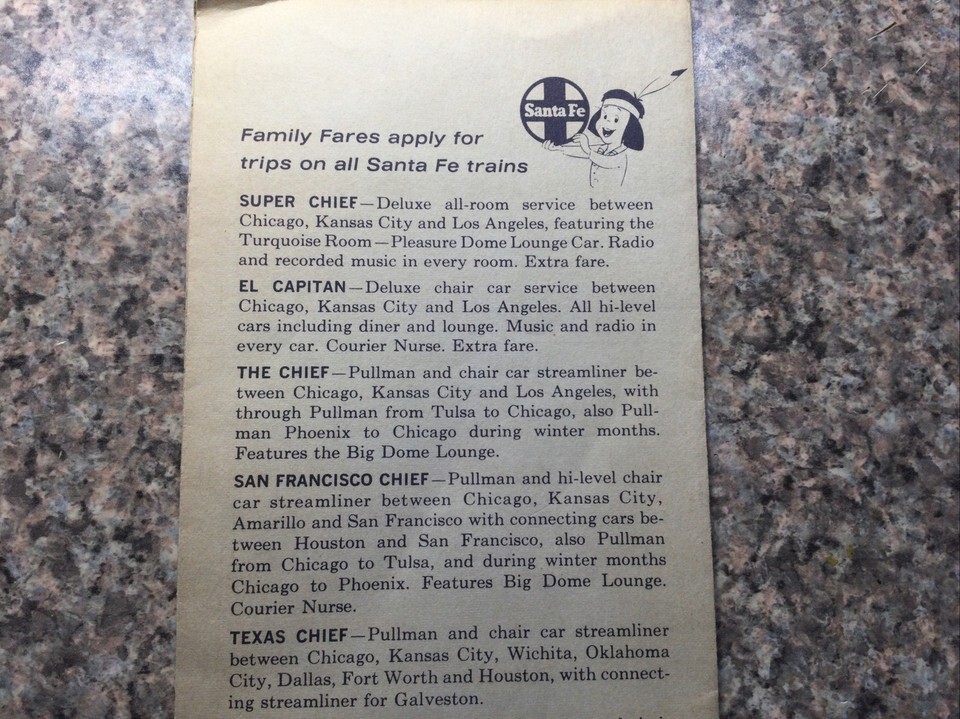 Santa Fe
Family Fares apply for
trips on all Santa Fe trains
SUPER CHIEF—Deluxe all-room service between
Chicago, Kansas City and Los Angeles, featuring the
Turquoise Room—Pleasure Dome Lounge Car. Radio
and recorded music in every room. Extra fare.
EL CAPITAN—Deluxe chair car service between
Chicago, Kansas City and Los Angeles. All hi-level
cars including diner and lounge. Music and radio in
every car. Courier Nurse. Extra fare.
THE CHIEF—Pullman and chair car streamliner be-
tween Chicago, Kansas City and Los Angeles, with
through Pullman from Tulsa to Chicago, also Pull-
man Phoenix to Chicago during winter months.
Features the Big Dome Lounge.
SAN FRANCISCO CHIEF—Pullman and hi-level chair
car streamliner between Chicago, Kansas City,
Amarillo and San Francisco with connecting cars be-
tween Houston and San Francisco, also Pullman
from Chicago to Tulsa, and during winter months
Chicago to Phoenix. Features Big Dome Lounge.
Courier Nurse.
TEXAS CHIEF—Pullman and chair car streamliner
between Chicago, Kansas City, Wichita, Oklahoma
City, Dallas, Fort Worth and Houston, with connect-
ing streamliner for Galveston.